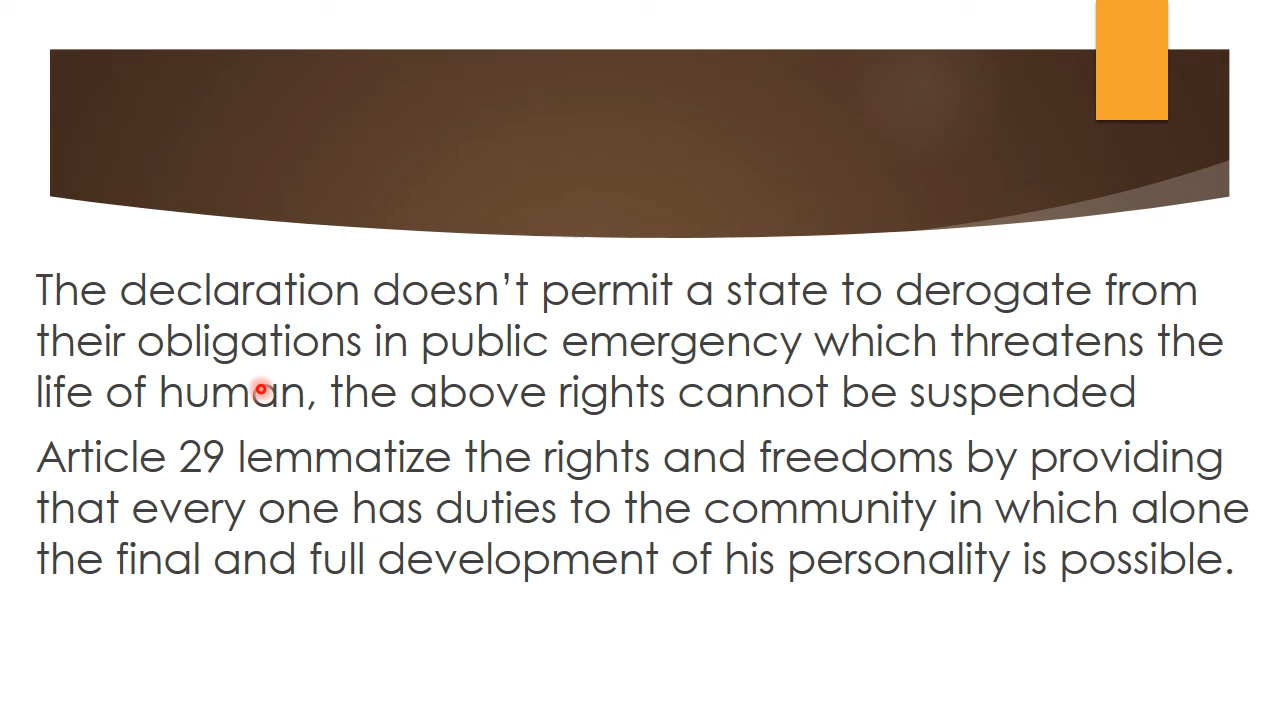 The declaration doesn’t permit a state to derogate from
their obligations in public emergency which threatens the
life of human, the above rights cannot be suspended
Article 29 lemmatize the rights and freedoms by providing
that every one has duties to the community in which alone
the final and full development of his personality is possible.